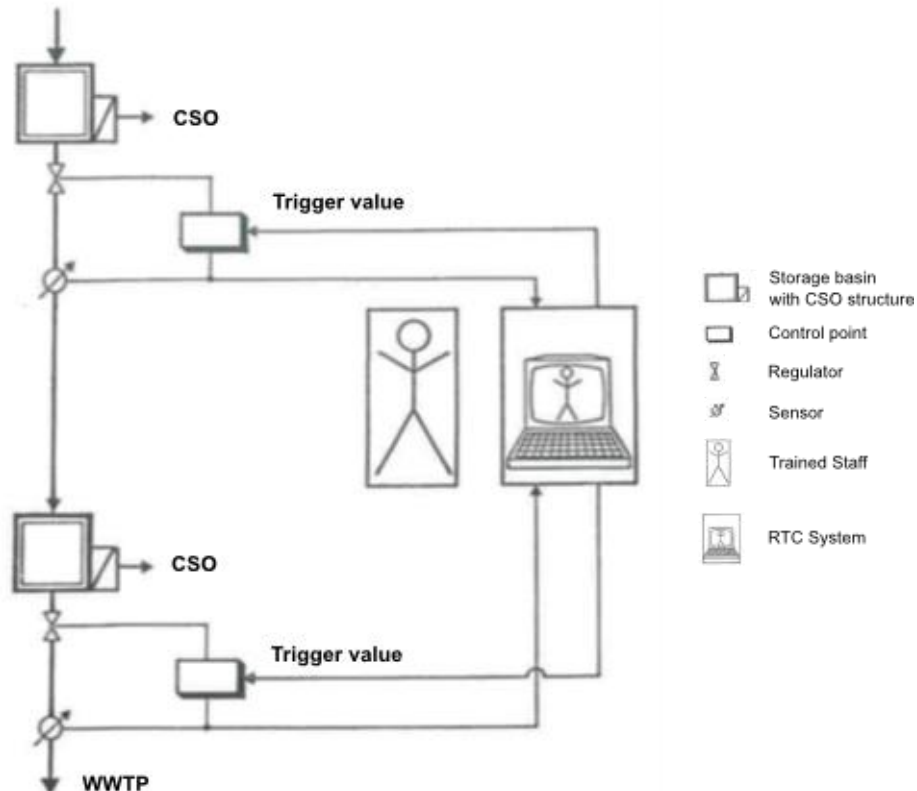 CSO
Trigger value
CSO
Trigger value
WWTP
Storage basin
with CSO structure
Control point
Regulator
Sensor
Trained Staff
RTC System